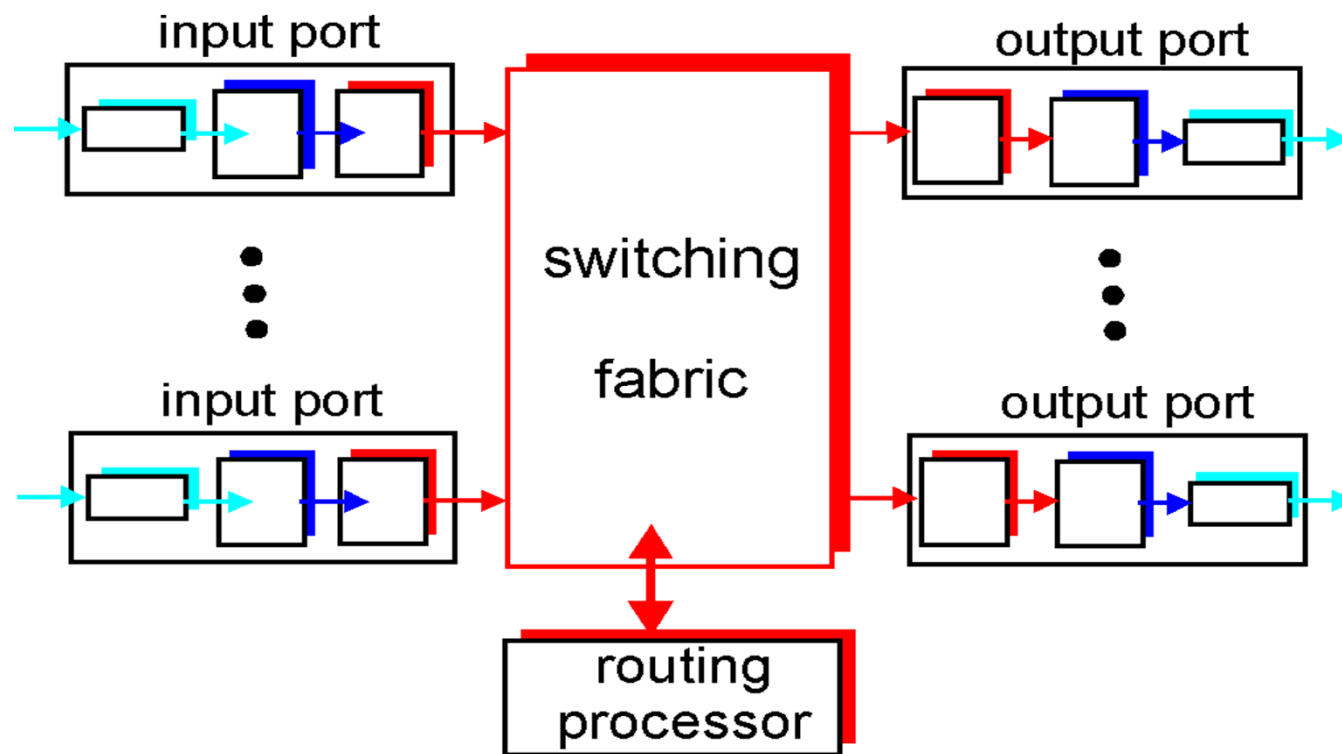 input port
output port
switching
fabric
input port
output port
routing
processor